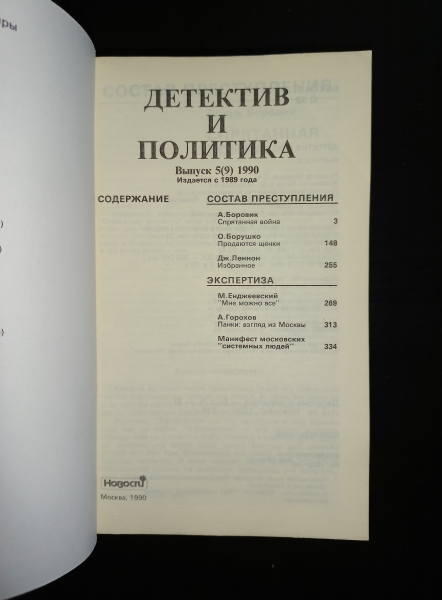 ры
)
)
)
ДЕТЕКТИВ
И
ПОЛИТИКА
Выпуск 5(9) 1990
Издается с 1989 года
СОДЕРЖАНИЕ
СОСТАВ ПРЕСТУПЛЕНИЯ
А.Боровик
Спрятанная война 3
О.Борушко
Продаются щенки 148
Дж.Леннон
Избранное 255
ЭКСПЕРТИЗА
М.Енджеевский
"Мне можно все" 269
А.Горохов
Панки: взгляд из Москвы 313
Манифест московских
"системных людей" 334
Новости
Москва, 1990